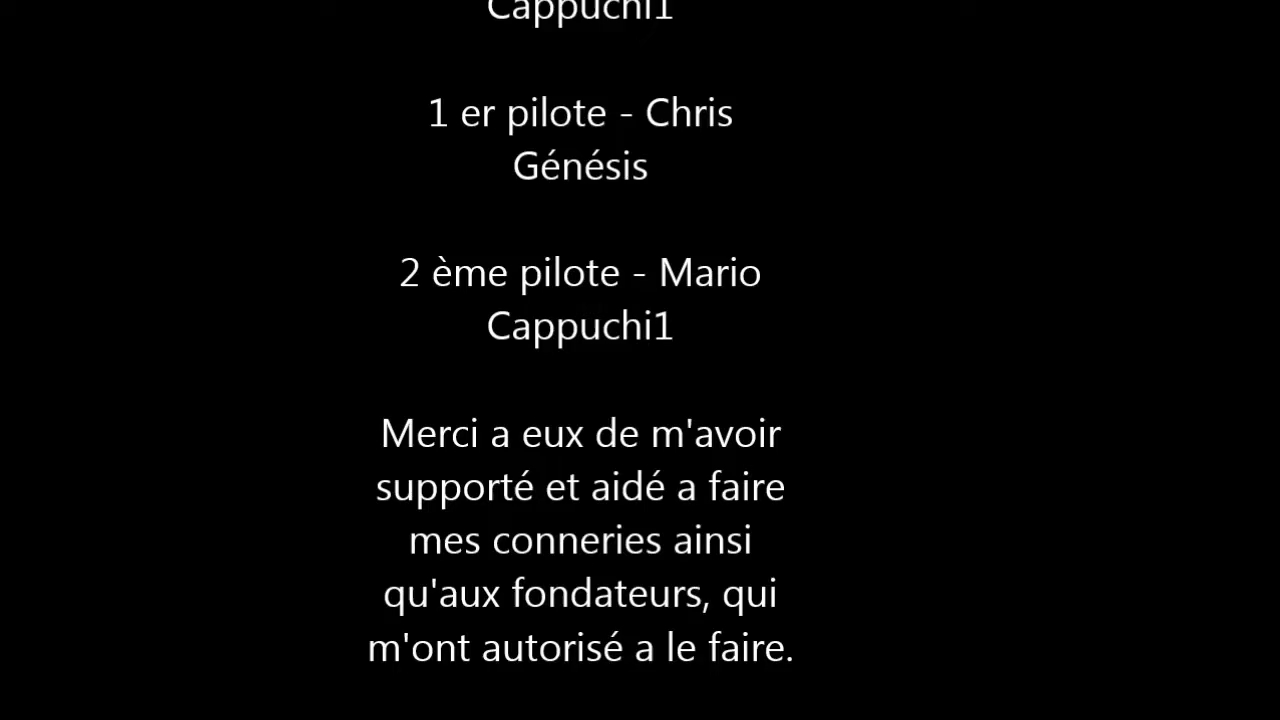 Cappuchi1
1 er pilote - Chris
Génésis
2 ème pilote - Mario
Cappuchi1
Merci a eux de m'avoir
supporté et aidé a faire
mes conneries ainsi
qu'aux fondateurs, qui
m'ont autorisé a le faire.